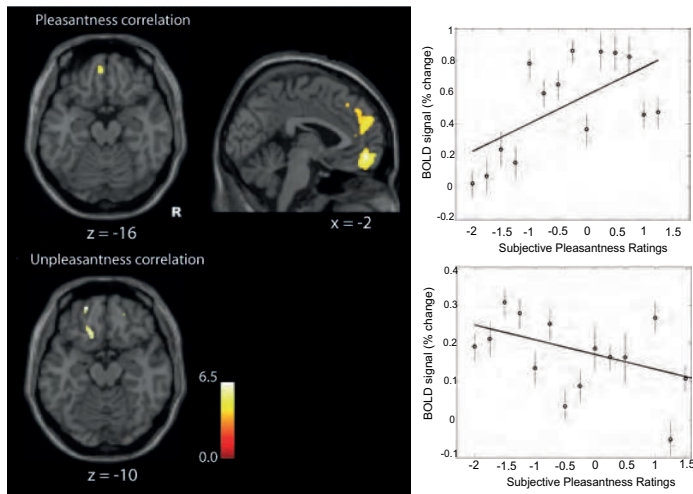 Pleasantness correlation
R
z = -16
x = -2
Unpleasantness correlation
6.5
0.0
z = -10
BOLD signal (% change)
1
0.8
0.6
0.4
0.2
0
-0.2
-2 -1.5 -1 -0.5 0 0.5 1 1.5
Subjective Pleasantness Ratings
BOLD signal (% change)
0.4
0.3
0.2
0.1
0
-0.1
-2 -1.5 -1 -0.5 0 0.5 1 1.5
Subjective Pleasantness Ratings